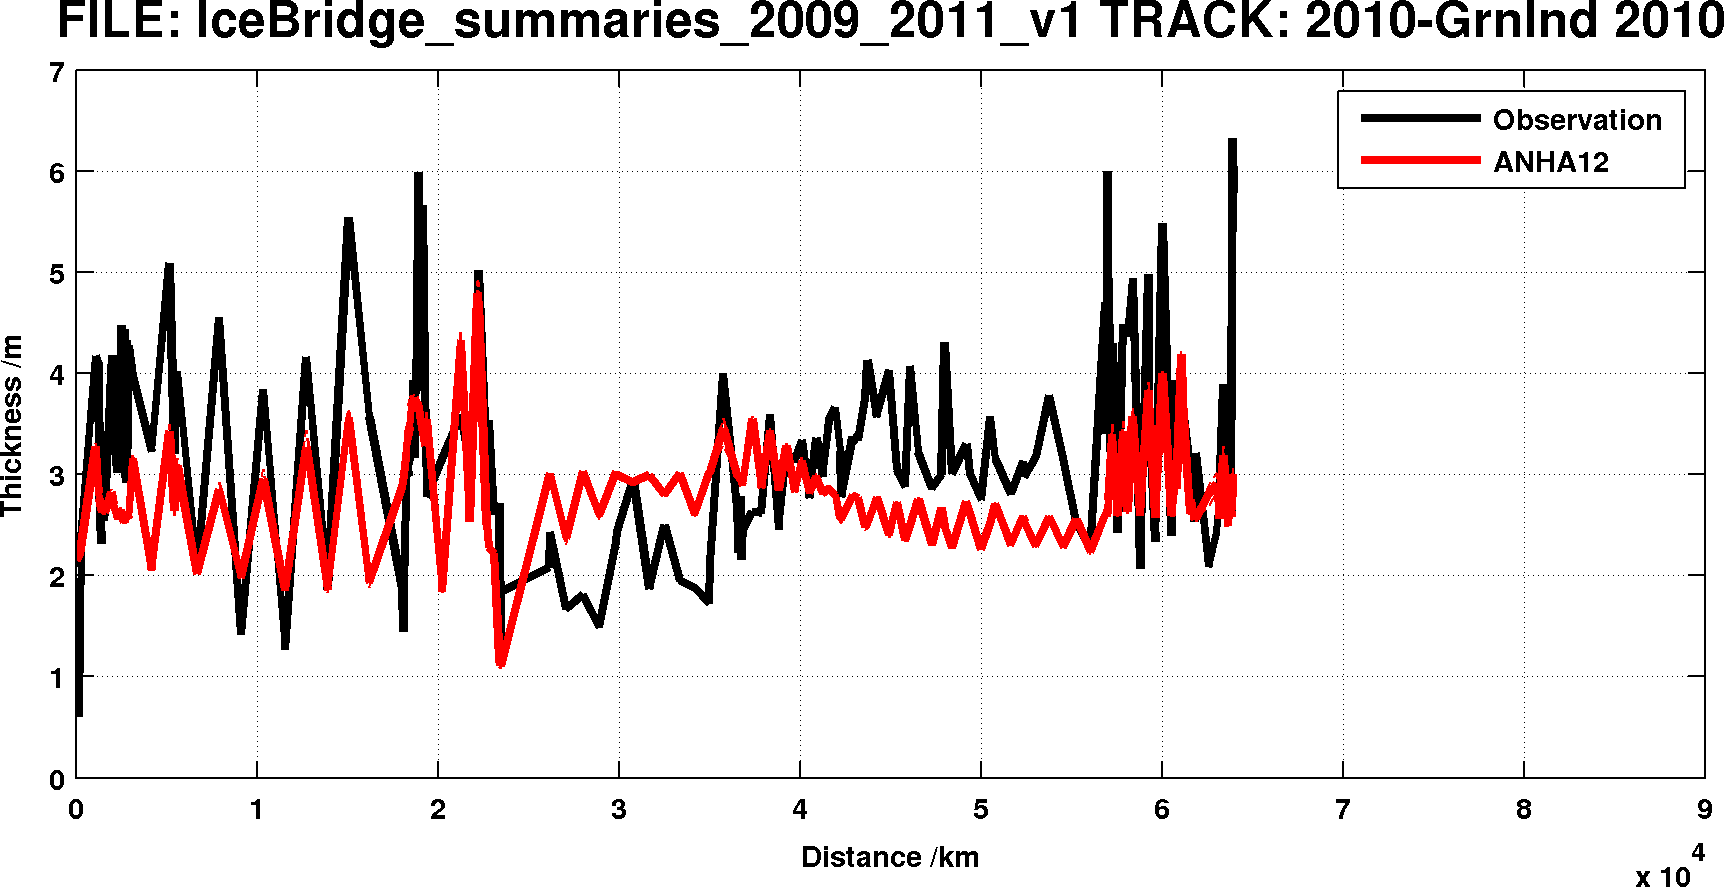 FILE: IceBridge_summaries_2009_2011_v1 TRACK: 2010-GrnInd 2010
7
6
5
4
3
2
1
0
Thickness /m
Observation
ANHA12
0 1 2 3 4 5 6 7 8 9
Distance /km
x 10 4